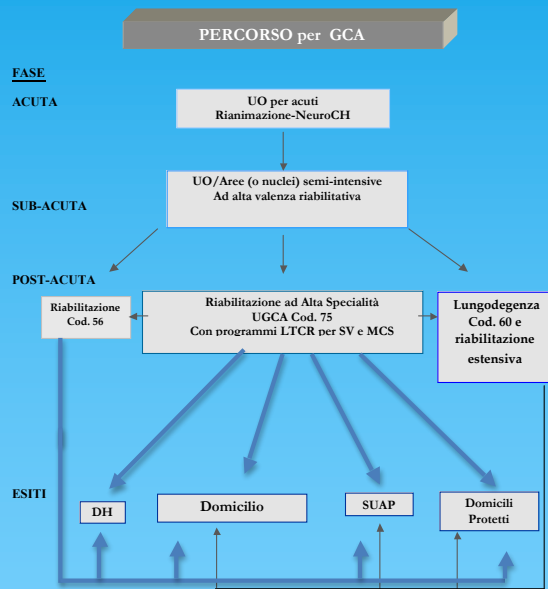 PERCORSO per GCA
FASE
ACUTA
UO per acuti
Rianimazione-NeuroCH
SUB-ACUTA
UO/Aree (o nuclei) semi-intensive
Ad alta valenza riabilitativa
POST-ACUTA
Riabilitazione
Cod. 56
Riabilitazione ad Alta Specialità
UGCA Cod. 75
Con programmi LTCR per SV e MCS
Lungodegenza
Cod. 60 e
riabilitazione
estensiva
ESITI
DH
Domicilio
SUAP
Domicili
Protetti